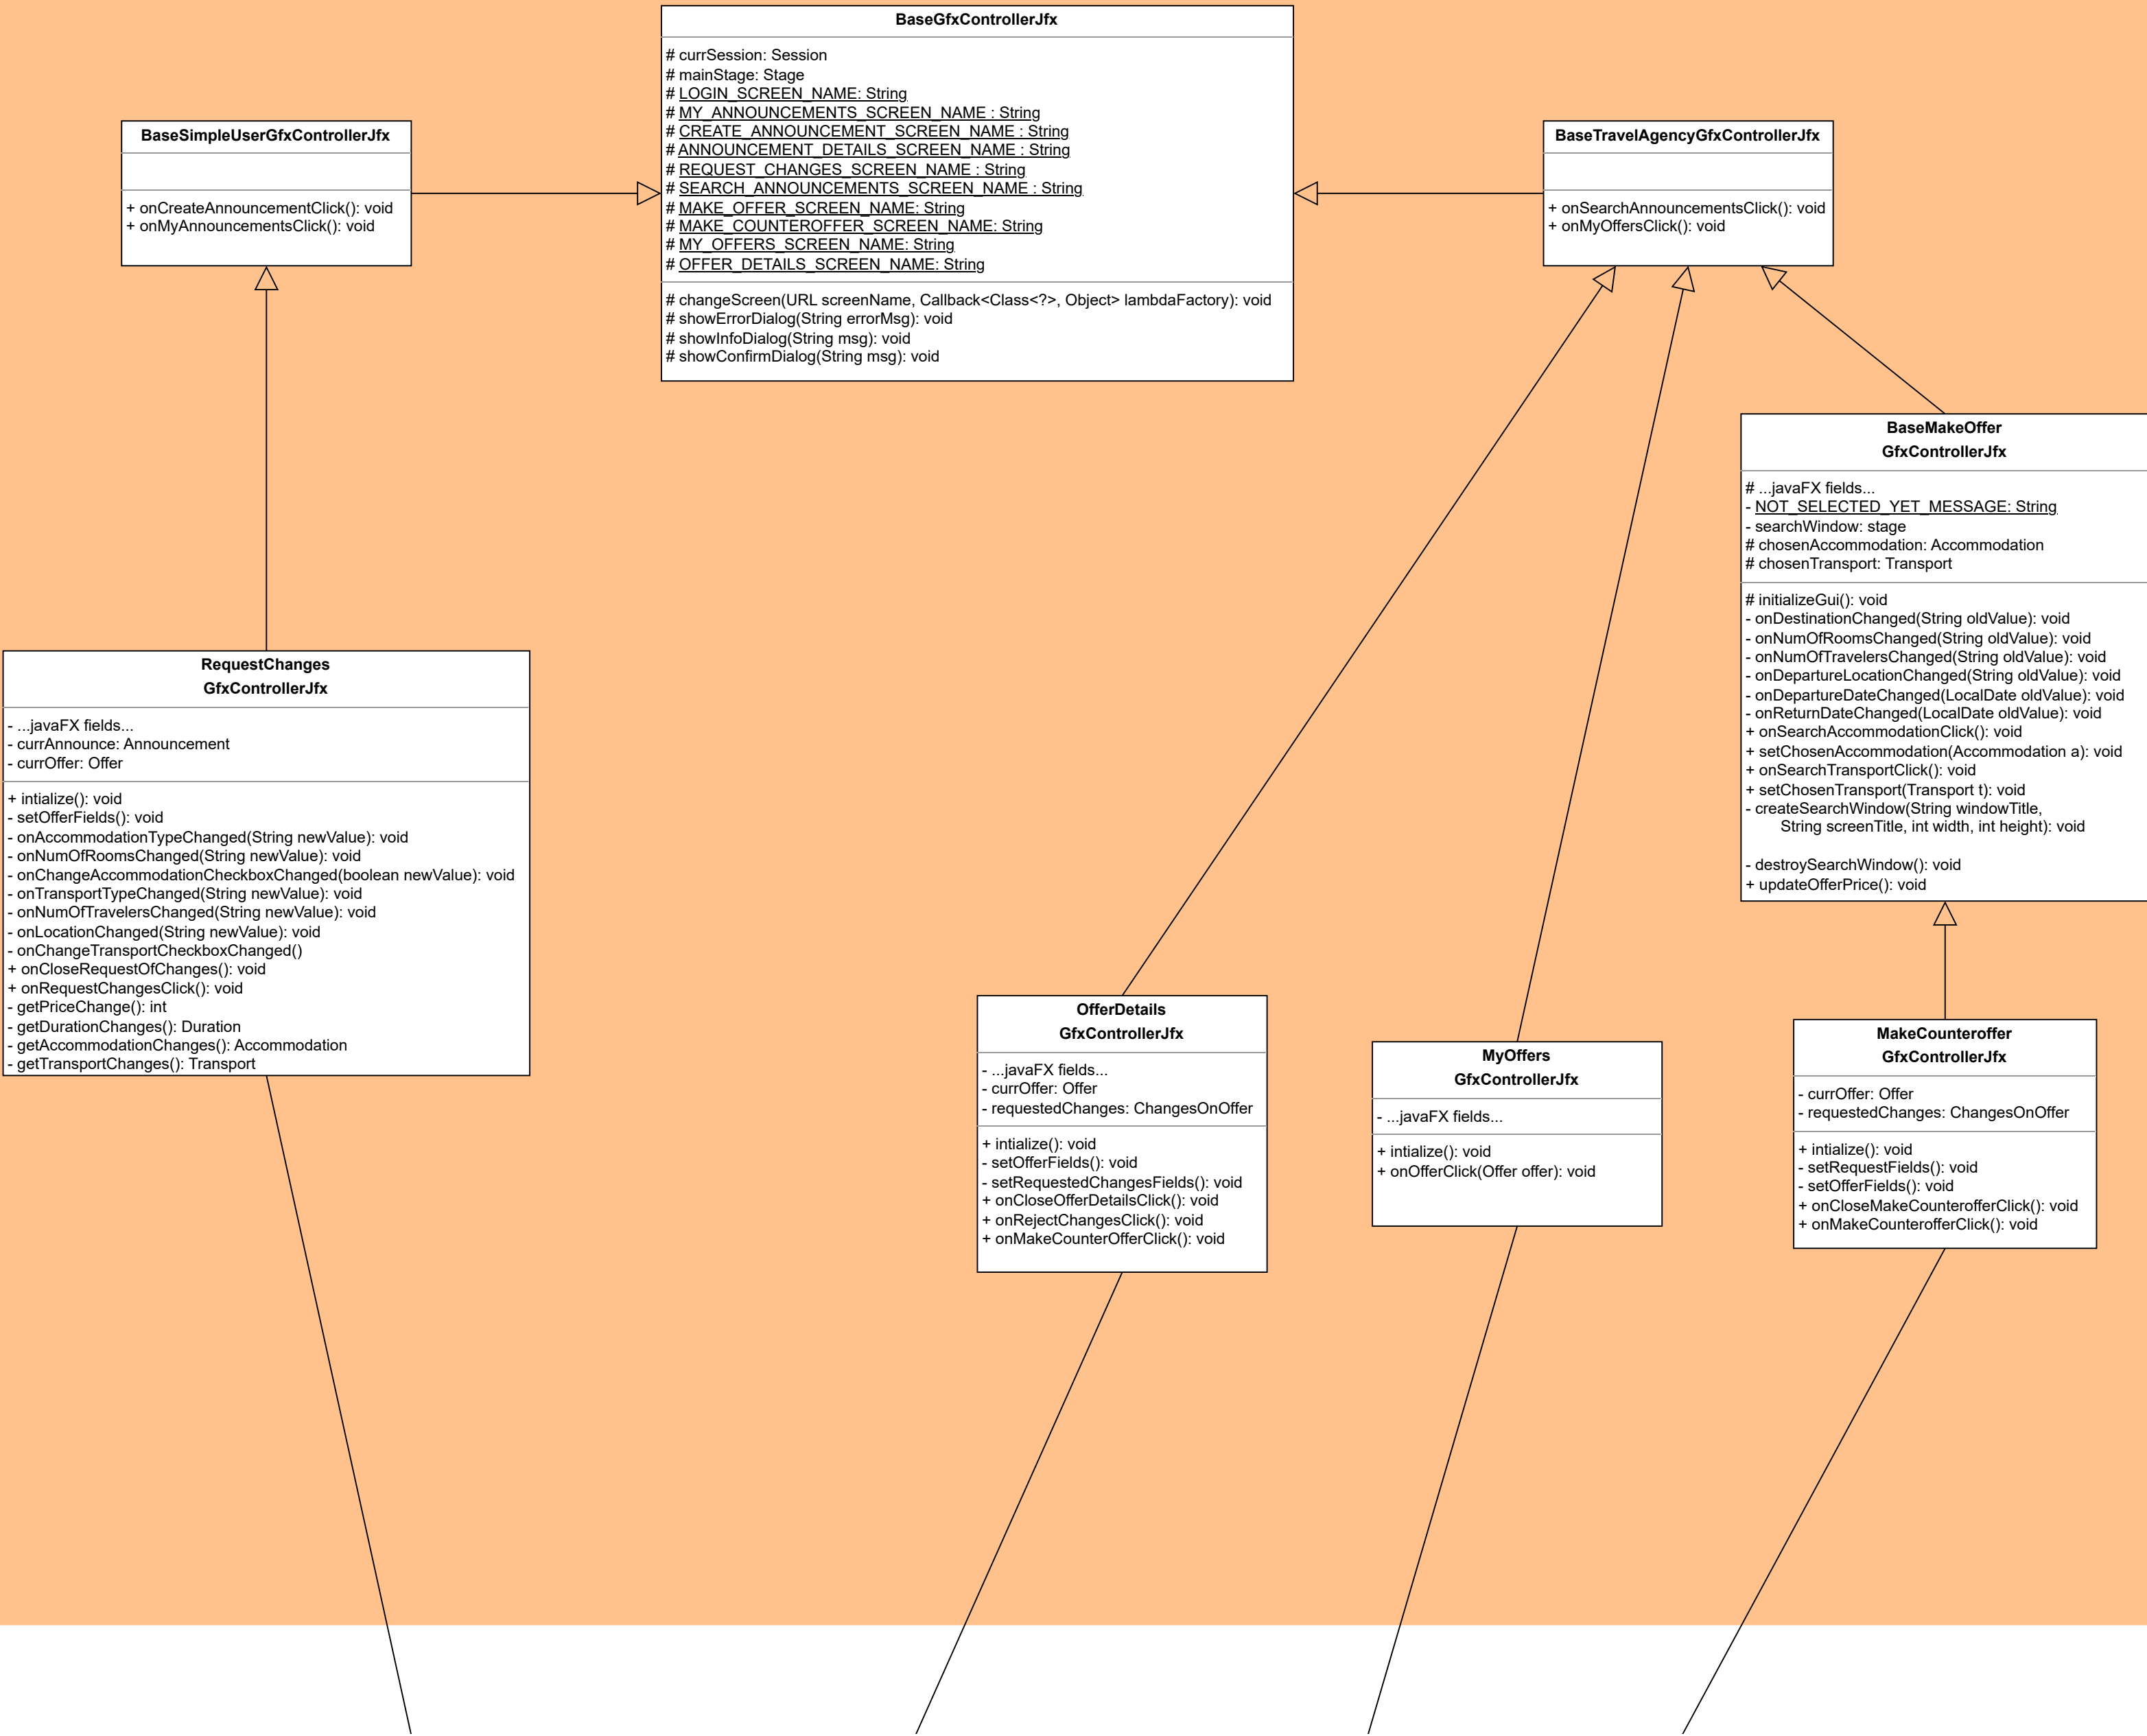 BaseGfxControllerJfx
# currSession: Session
# mainStage: Stage
# LOGIN_SCREEN_NAME: String
# MY_ANNOUNCEMENTS_SCREEN_NAME : String
# CREATE_ANNOUNCEMENT_SCREEN_NAME : String
# ANNOUNCEMENT_DETAILS_SCREEN_NAME : String
# REQUEST_CHANGES_SCREEN_NAME : String
# SEARCH_ANNOUNCEMENTS_SCREEN_NAME : String
# MAKE_OFFER_SCREEN_NAME: String
# MAKE_COUNTEROFFER_SCREEN_NAME: String
# MY_OFFERS_SCREEN_NAME: String
# OFFER_DETAILS_SCREEN_NAME: String
# changeScreen(URL screenName, Callback<Class<?>, Object> lambdaFactory): void
# showErrorDialog(String errorMsg): void
# showInfoDialog(String msg): void
# showConfirmDialog(String msg): void
BaseSimpleUserGfxControllerJfx
+ onCreateAnnouncementClick(): void
+ onMyAnnouncementsClick(): void
BaseTravelAgencyGfxControllerJfx
+ onSearchAnnouncementsClick(): void
+ onMyOffersClick(): void
BaseMakeOffer
GfxControllerJfx
# ...javaFX fields...
- NOT_SELECTED_YET_MESSAGE: String
- searchWindow: stage
# chosenAccommodation: Accommodation
# chosenTransport: Transport
# initializeGui(): void
- onDestinationChanged(String oldValue): void
- onNumOfRoomsChanged(String oldValue): void
- onNumOfTravelersChanged(String oldValue): void
- onDepartureLocationChanged(String oldValue): void
- onDepartureDateChanged(LocalDate oldValue): void
- onReturnDateChanged(LocalDate oldValue): void
+ onSearchAccommodationClick(): void
+ setChosenAccommodation(Accommodation a): void
+ onSearchTransportClick(): void
+ setChosenTransport(Transport t): void
- createSearchWindow(String windowTitle,
String screenTitle, int width, int height): void
- destroySearchWindow(): void
+ updateOfferPrice(): void
RequestChanges
GfxControllerJfx
- ...javaFX fields...
- currAnnounce: Announcement
- currOffer: Offer
+ intialize(): void
- setOfferFields(): void
- onAccommodationTypeChanged(String newValue): void
- onNumOfRoomsChanged(String newValue): void
- onChangeAccommodationCheckboxChanged(boolean newValue): void
- onTransportTypeChanged(String newValue): void
- onNumOfTravelersChanged(String newValue): void
- onLocationChanged(String newValue): void
- onChangeTransportCheckboxChanged()
+ onCloseRequestOfChanges(): void
+ onRequestChangesClick(): void
- getPriceChange(): int
- getDurationChanges(): Duration
- getAccommodationChanges(): Accommodation
- getTransportChanges(): Transport
OfferDetails
GfxControllerJfx
- ...javaFX fields...
- currOffer: Offer
- requestedChanges: ChangesOnOffer
+ intialize(): void
- setOfferFields(): void
- setRequestedChangesFields(): void
+ onCloseOfferDetailsClick(): void
+ onRejectChangesClick(): void
+ onMakeCounterOfferClick(): void
MyOffers
GfxControllerJfx
- ...javaFX fields...
+ intialize(): void
+ onOfferClick(Offer offer): void
MakeCounteroffer
GfxControllerJfx
- currOffer: Offer
- requestedChanges: ChangesOnOffer
+ intialize(): void
- setRequestFields(): void
- setOfferFields(): void
+ onCloseMakeCounterofferClick(): void
+ onMakeCounterofferClick(): void